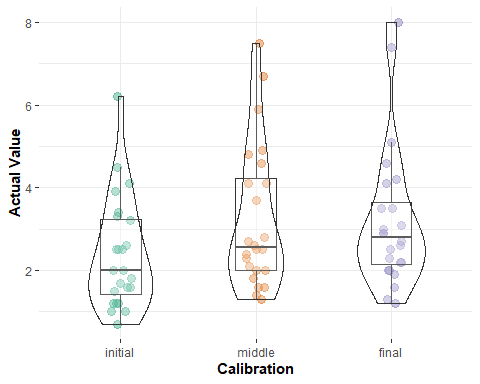 8
6
4
2
Actual Value
initial middle final
Calibration